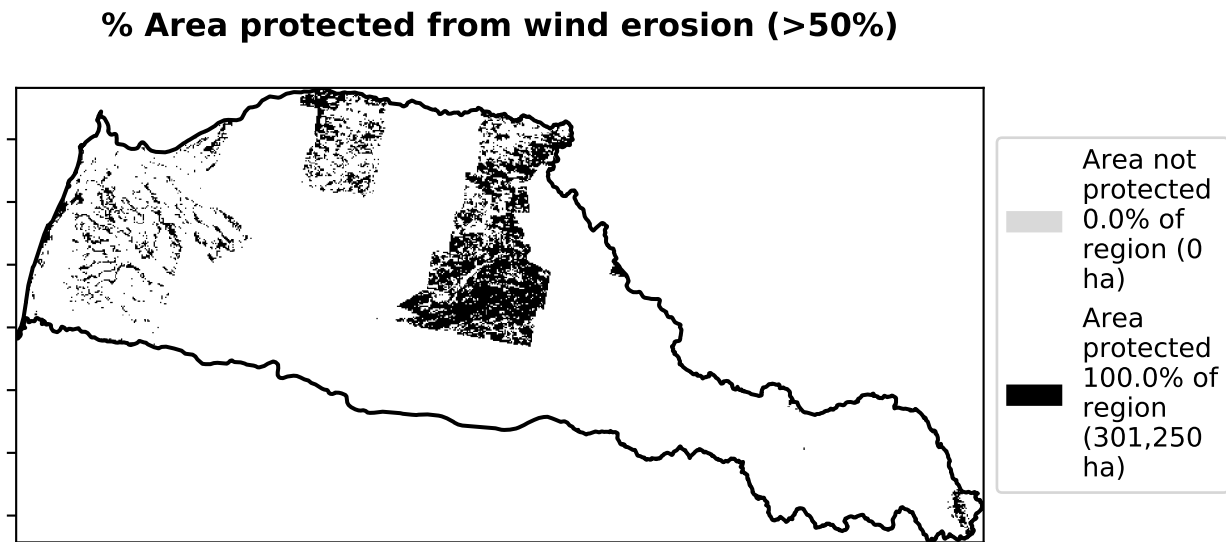 % Area protected from wind erosion (>50%)
Area not
protected
0.0% of
region (0
ha)
Area
protected
100.0% of
region
(301,250
ha)